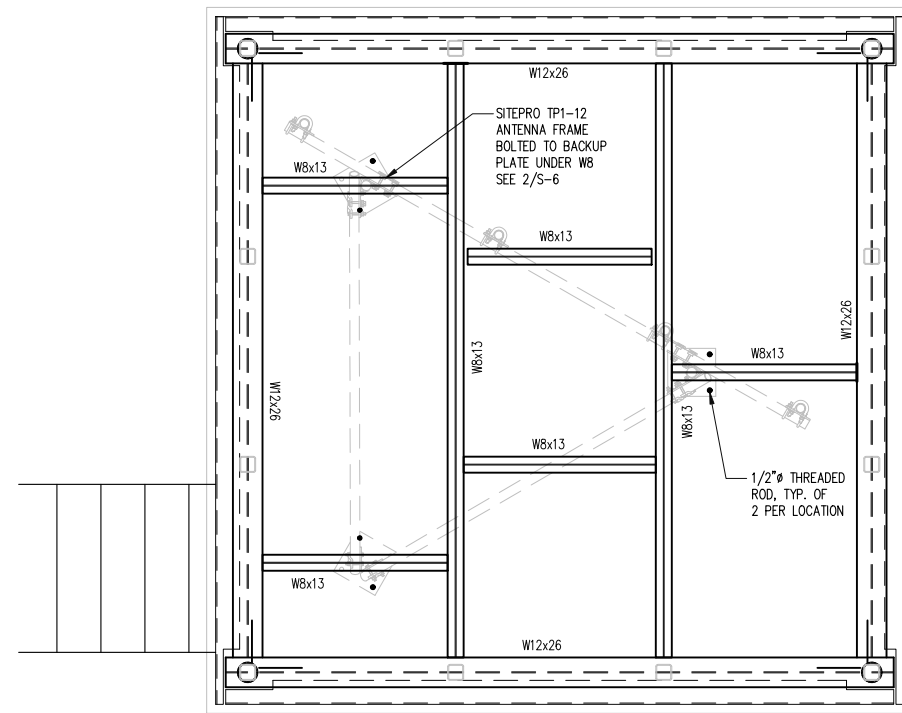 W12x26
SITEPRO TP1-12
ANTENNA FRAME
BOLTED TO BACKUP
PLATE UNDER W8
SEE 2/S-6
W8x13
W8x13
W12x26
W8x13
W8x13
W12x26
W8x13
W8x13
1/2"ø THREADED
ROD, TYP. OF
2 PER LOCATION
W8x13
W12x26